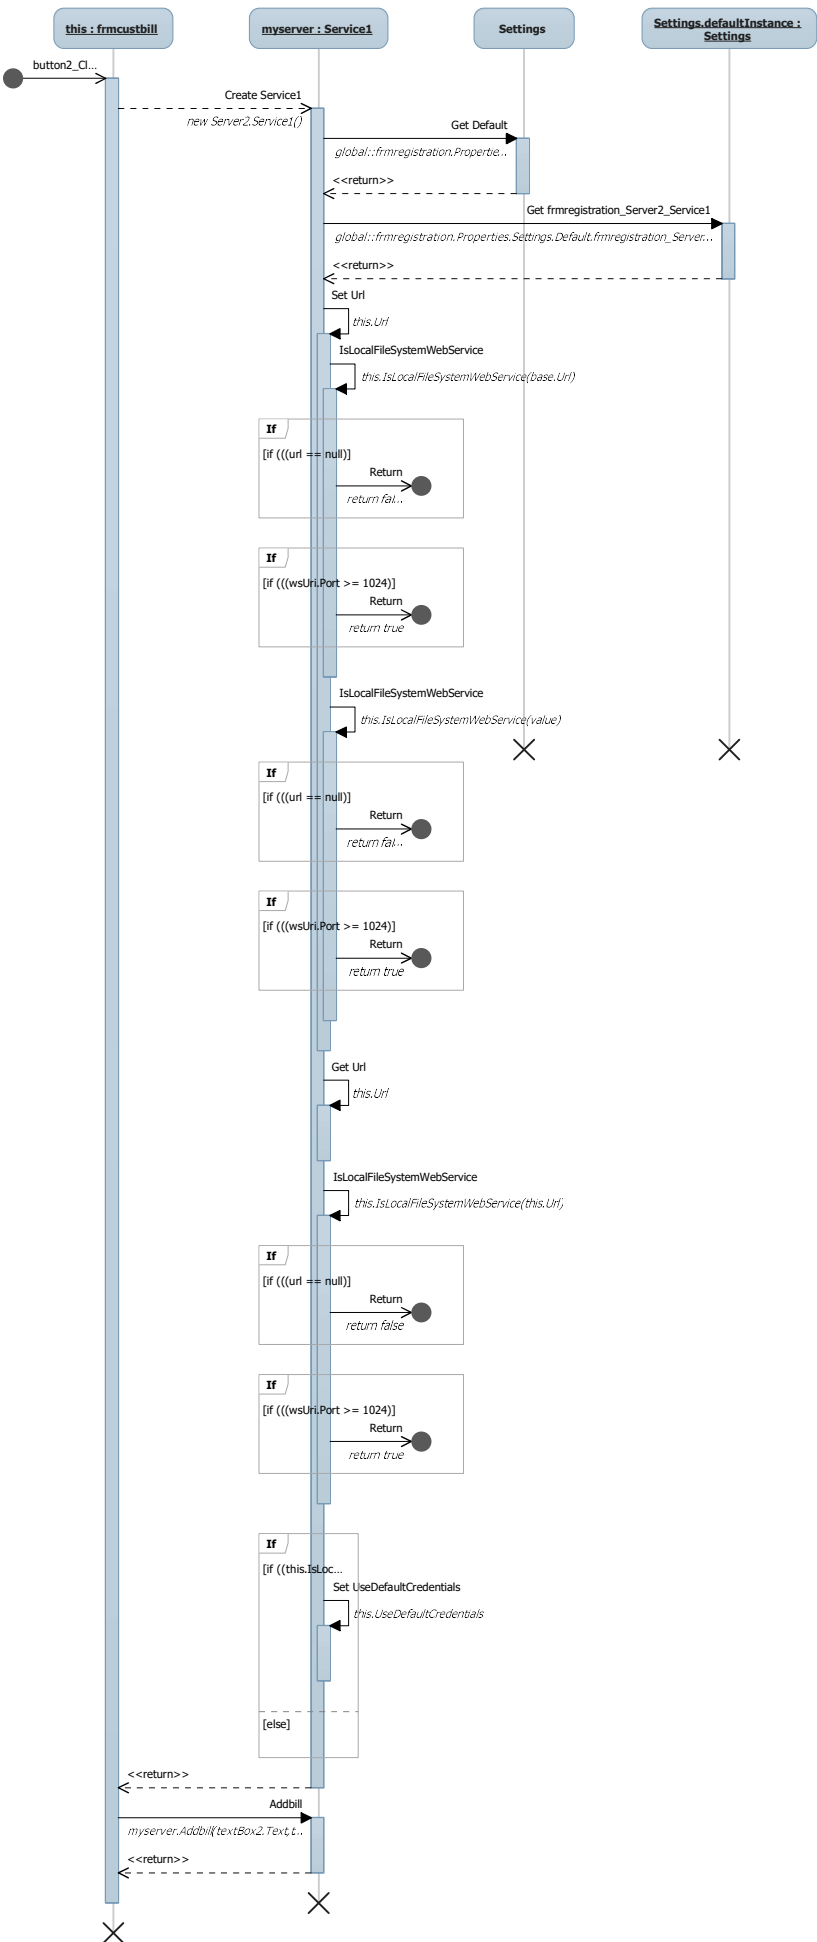 this : frmcustbill
myserver : Service1
Settings
Settings.defaultInstance :
Settings
button2_Cl...
Create Service1
new Server2.Service1()
Get Default
global::frmregistration.Propertie...
<<return>>
Get frmregistration_Server2_Service1
global::frmregistration.Properties.Settings.Default.frmregistration_Server...
<<return>>
Set Url
this.Url
IsLocalFileSystemWebService
this.IsLocalFileSystemWebService(base.Url)
If
[if (((url == null)]
Return
return fal...
If
[if (((wsUri.Port >= 1024)]
Return
return true
IsLocalFileSystemWebService
this.IsLocalFileSystemWebService(value)
If
[if (((url == null)]
Return
return fal...
If
[if (((wsUri.Port >= 1024)]
Return
return true
Get Url
this.Url
IsLocalFileSystemWebService
this.IsLocalFileSystemWebService(this.Url)
If
[if (((url == null)]
Return
return false
If
[if (((wsUri.Port >= 1024)]
Return
return true
If
[if ((this.IsLoc...
Set UseDefaultCredentials
this.UseDefaultCredentials
[else]
<<return>>
Addbill
myserver.Addbill(textBox2.Text,t...
<<return>>